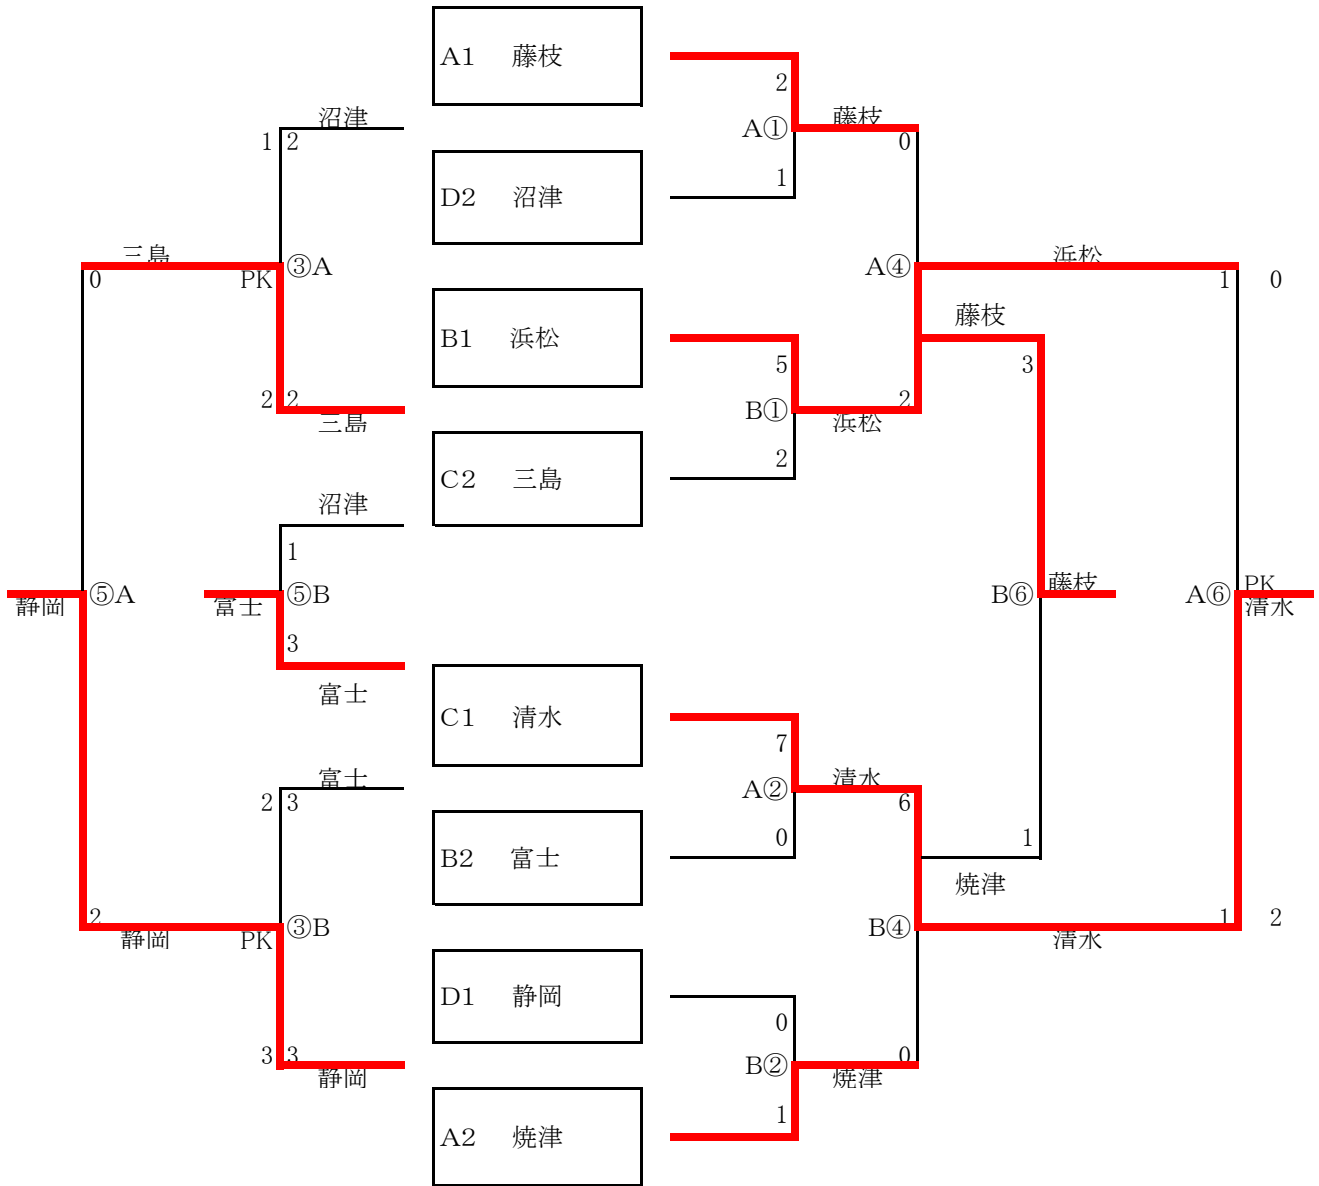 A1 藤枝
2
沼津
藤枝
1 2
A①
0
1
D2 沼津
三島
浜松
0
PK
③A
A④
1
0
藤枝
B1 浜松
5
3
2 2
2
三島
B①
浜松
2
C2 三島
沼津
1
静岡
⑤A
富士
⑤B
B⑥
藤枝
A⑥
PK
清水
3
富士
C1 清水
7
富士
清水
2 3
A②
6
0
1
B2 富士
焼津
2
静岡
PK
③B
B④
1
清水
2
D1 静岡
0
3 3
静岡
B②
0
焼津
1
A2 焼津